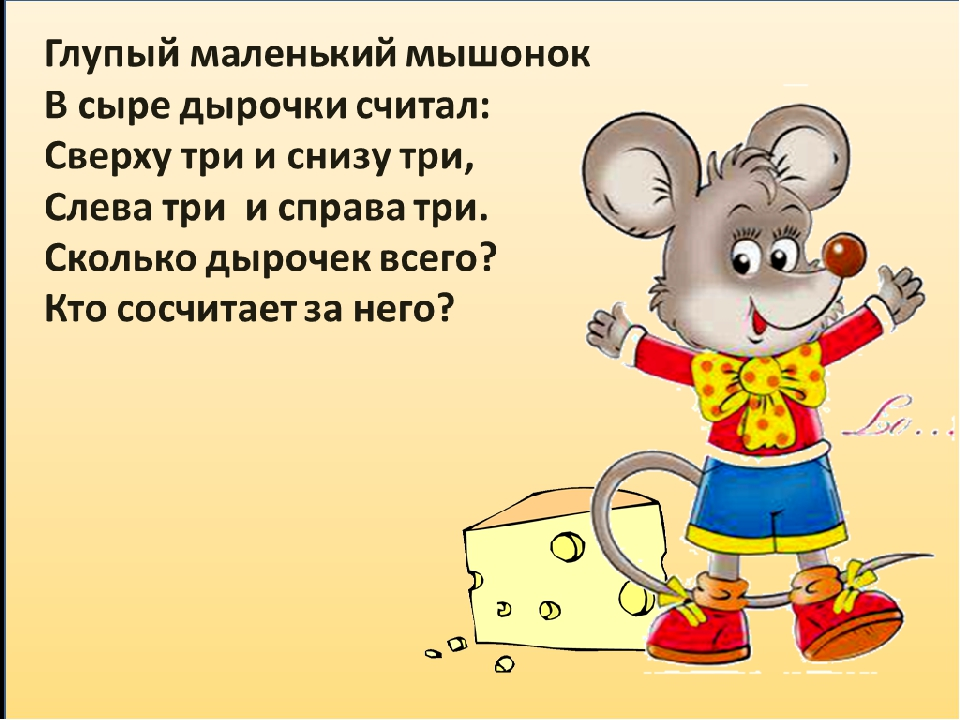 Глупый маленький мышонок
В сыре дырочки считал:
Сверху три и снизу три,
Слева три и справа три.
Сколько дырочек всего?
Кто сосчитает за него?
Lo...